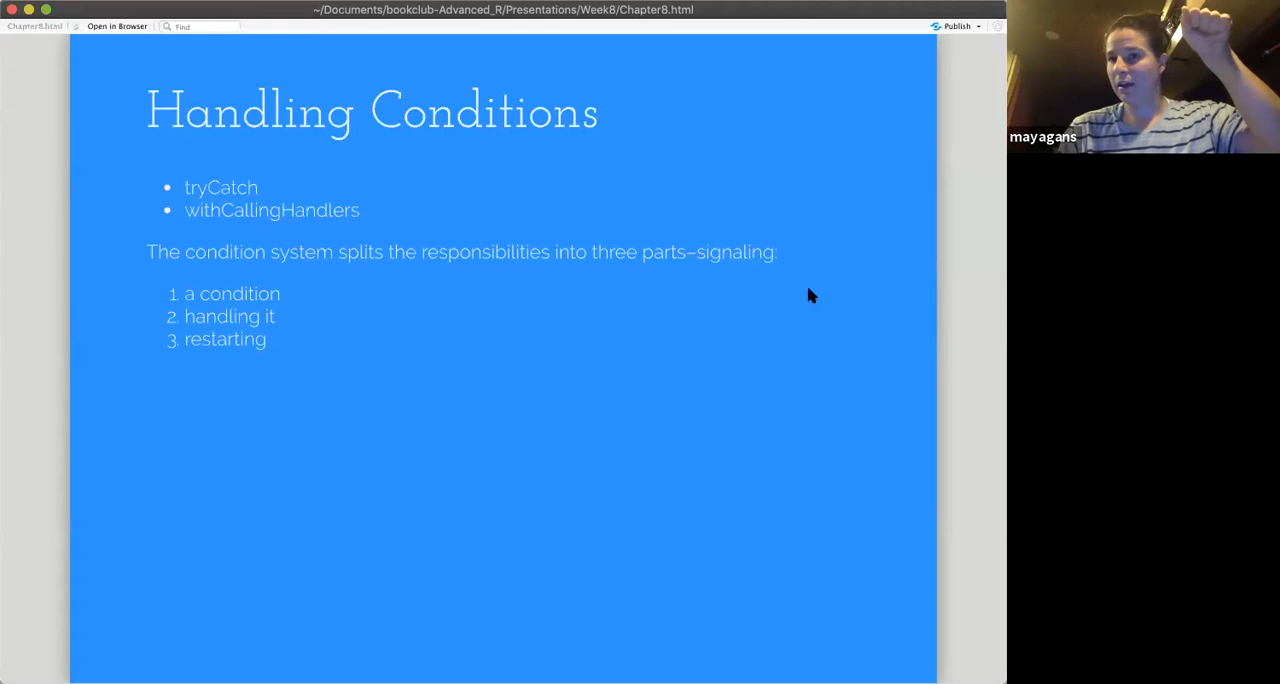 ~/Documents/bookclub-Advanced_R/Presentations/Week8/Chapter8.html
Chapter8.html
Open in Browser
Find
Publish
Handling Conditions
tryCatch
withCallingHandlers
The condition system splits the responsibilities into three parts–signaling:
1. a condition
2. handling it
3. restarting
mayagans